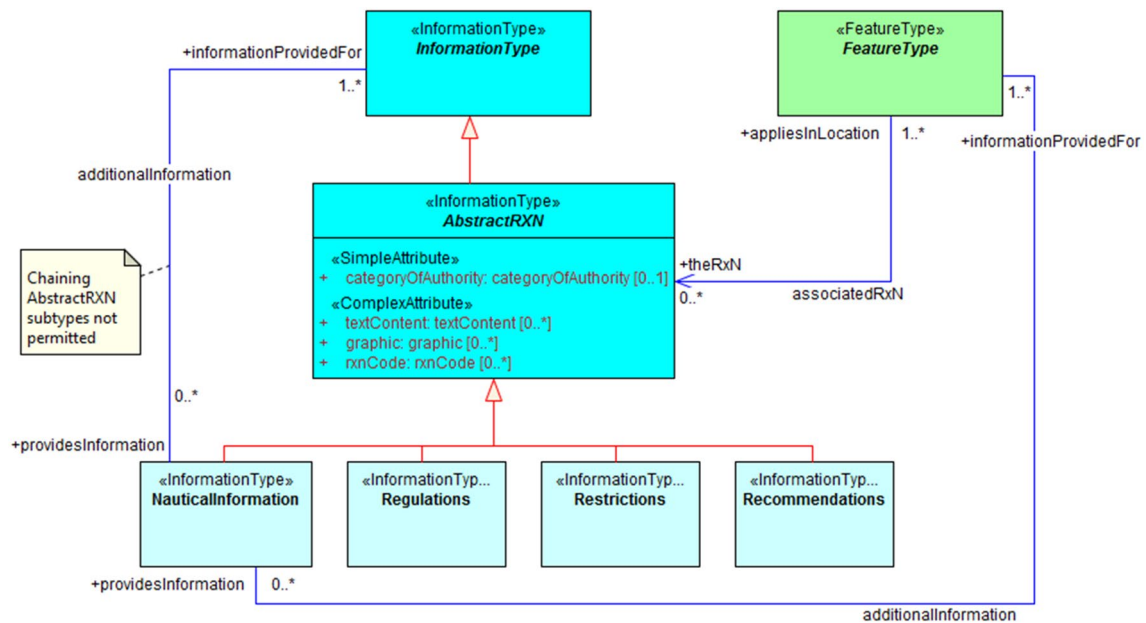 «InformationType»
InformationType
«FeatureType»
FeatureType
+informationProvidedFor
1..*
1..*
+appliesInLocation
1..*
+informationProvidedFor
additionalInformation
«InformationType»
AbstractRXN
«SimpleAttribute»
+ categoryOfAuthority: categoryOfAuthority [0..1]
«ComplexAttribute»
+ textContent: textContent [0..*]
+ graphic: graphic [0..*]
+ rxnCode: rxnCode [0..*]
+theRxN
0..*
associatedRxN
Chaining
AbstractRXN
subtypes not
permitted
0..*
+providesInformation
«InformationType»
NauticalInformation
«InformationTyp...
Regulations
«InformationTyp...
Restrictions
«InformationTyp...
Recommendations
+providesInformation
0..*
additionalInformation